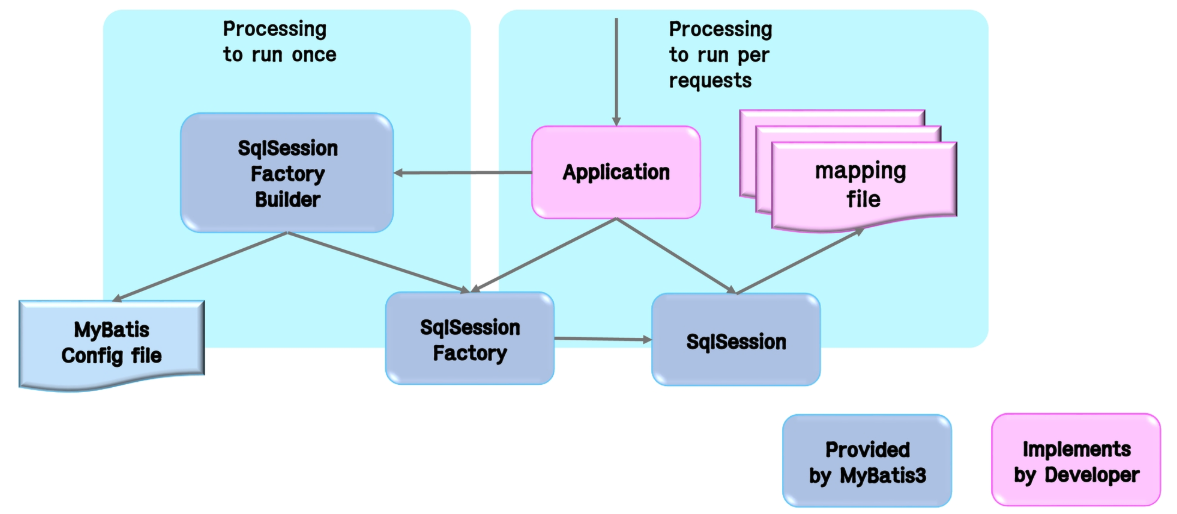 Processing
to run once
Processing
to run per
requests
SqlSession
Factory
Builder
Application
mapping
file
MyBatis
Config file
SqlSession
Factory
SqlSession
Provided
by MyBatis3
Implements
by Developer